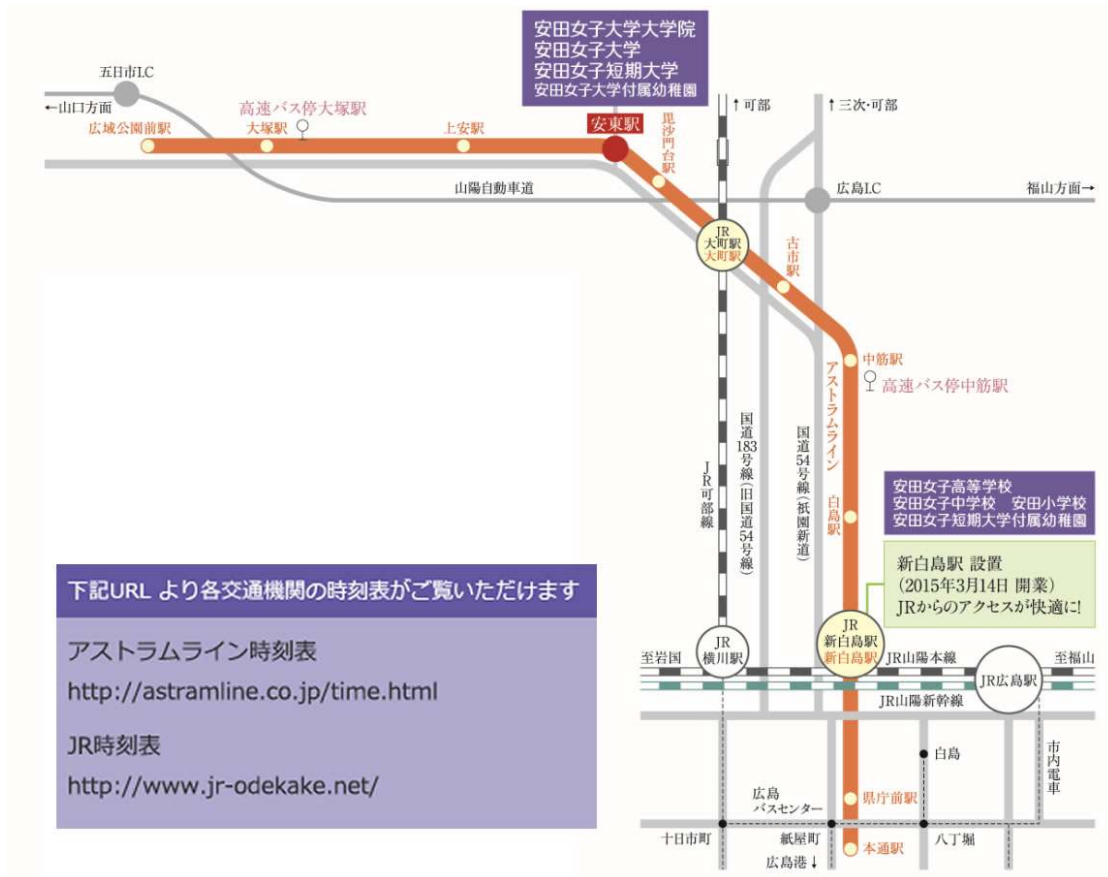 安田女子大学大学院
安田女子大学
安田女子短期大学
安田女子大学付属幼稚園
五日市I.C
←山口方面
高速バス停大塚駅
広域公園前駅
大塚駅
上安駅
安東駅
毘沙門台駅
↑可部
↑三次・可部
山陽自動車道
広島I.C
福山方面→
JR
大町駅
大町駅
古市駅
中筋駅
高速バス停中筋駅
アストラムライン
国道183号線(旧国道54号線)
国道54号線(祇園新道)
JR可部線
白島駅
安田女子高等学校
安田女子中学校　安田小学校
安田女子短期大学付属幼稚園
新白島駅 設置
(2015年3月14日 開業)
JRからのアクセスが快適に!
下記URL より各交通機関の時刻表がご覧いただけます
アストラムライン時刻表
http://astramline.co.jp/time.html
JR時刻表
http://www.jr-odekake.net/
至岩国
JR
横川駅
JR
新白島駅
新白島駅
JR山陽本線
JR広島駅
至福山
JR山陽新幹線
白島
市内電車
県庁前駅
広島
バスセンター
十日市町
紙屋町
八丁堀
本通駅
広島港↓